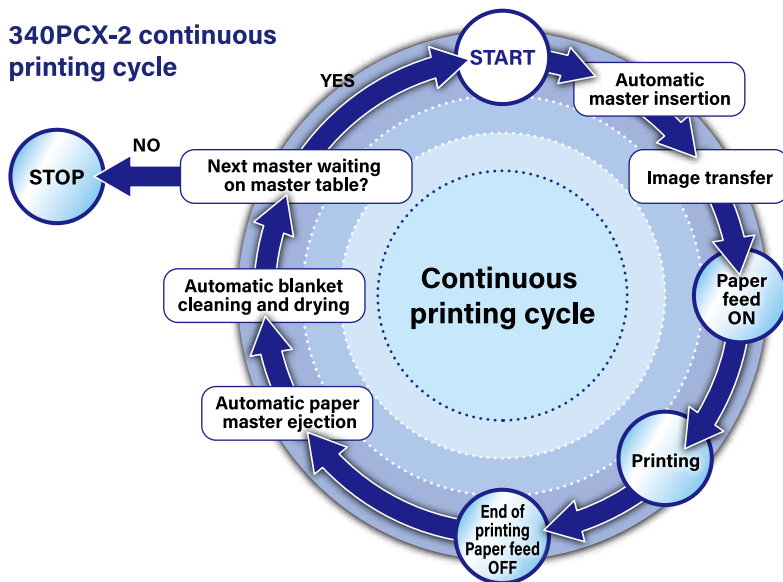 340PCX-2 continuous
printing cycle
START
Automatic
master insertion
Image transfer
Paper
feed
ON
Printing
End of
printing
Paper feed
OFF
Automatic paper
master ejection
Automatic blanket
cleaning and drying
Next master waiting
on master table?
YES
NO
STOP
Continuous
printing cycle